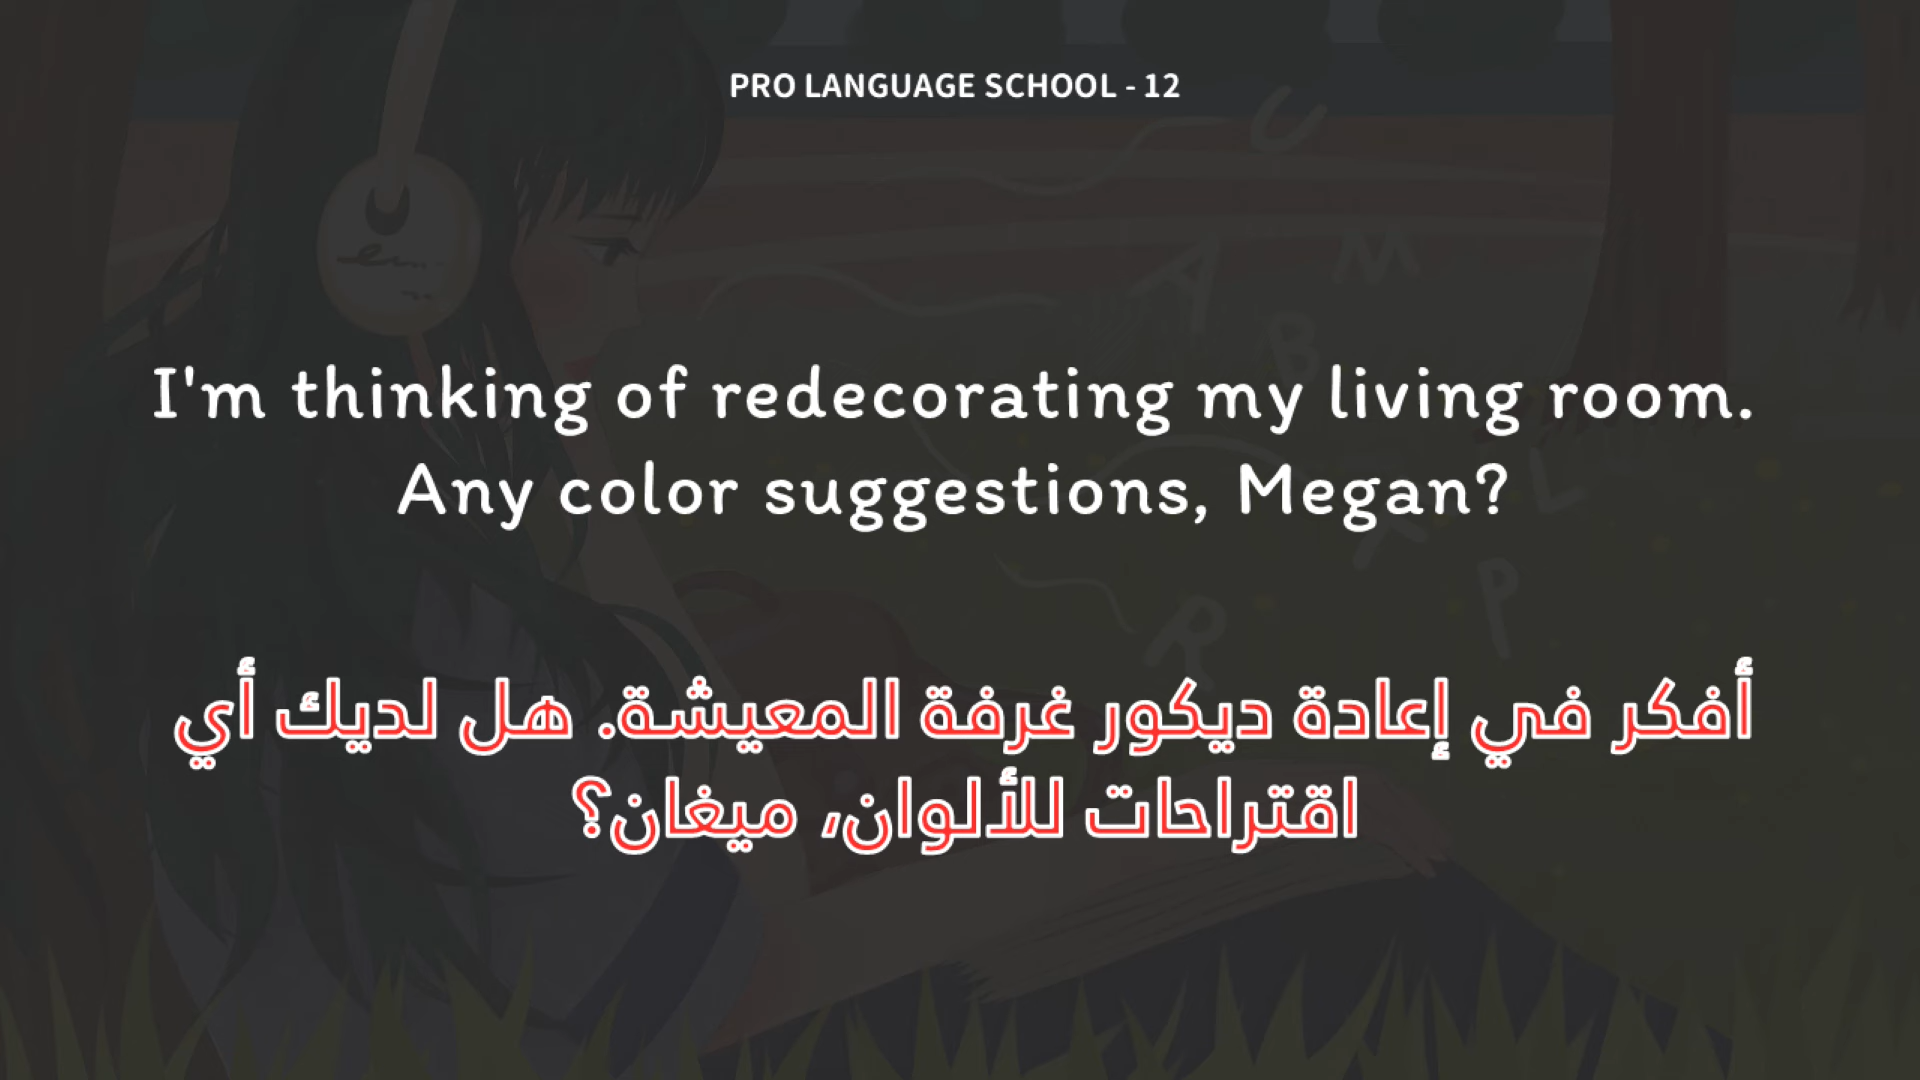 PRO LANGUAGE SCHOOL - 12
I'm thinking of redecorating my living room.
Any color suggestions, Megan?
أفكر في إعادة ديكور غرفة المعيشة. هل لديك أي
اقتراحات للألوان، ميغان؟
U
A M
B
L
K
P
R